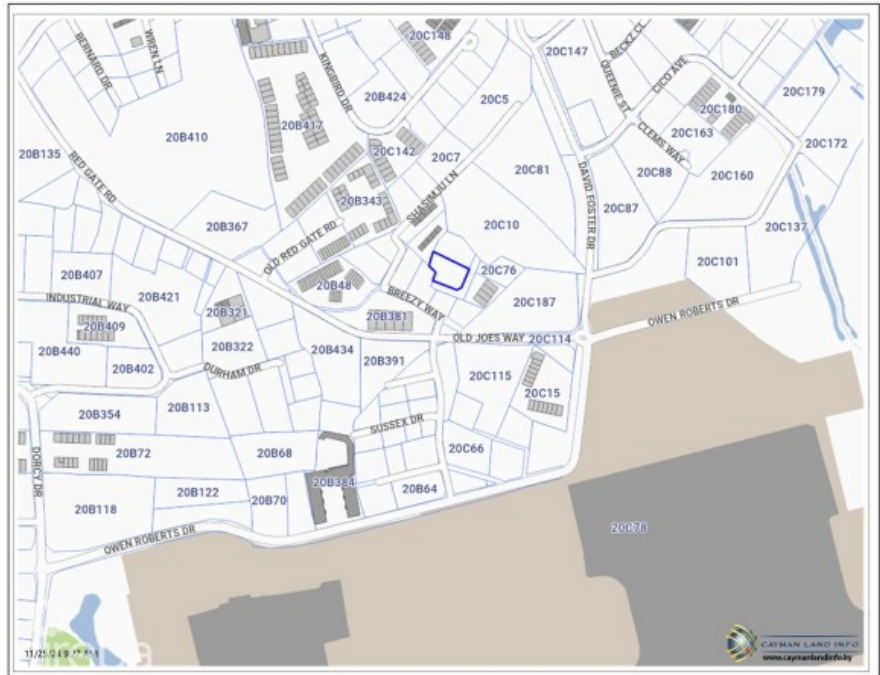 20C148
BERNARD DR
WREN LN
KINGBIRD DR
20C147
BECKZ CL
QUEENIE ST
CICO AVE
20B424
20C5
20C179
20C180
20B417
20C163
CLEMS WAY
20B410
20C142
20C172
20B135
RED GATE RD
20C7
20C81
DAVID FOSTER DR
20C88
20C160
20B343
SHASIMJU LN
20C87
20B367
OLD RED GATE RD
20C10
20C137
20B407
20C76
20C101
20B48
BREEZY WAY
20B421
INDUSTRIAL WAY
20C187
20B321
20B381
OWEN ROBERTS DR
20B409
OLD JOES WAY
20C114
20B440
20B322
20B434
20B402
20B391
DURHAM DR
20C115
20C15
20B354
20B113
SUSSEX DR
20B72
20B68
20C66
DORCY DR
20B384
20B122
20B70
20B64
20B118
OWEN ROBERTS DR
20C78
CAYMAN LAND INFO
www.caymanlandinfo.ky